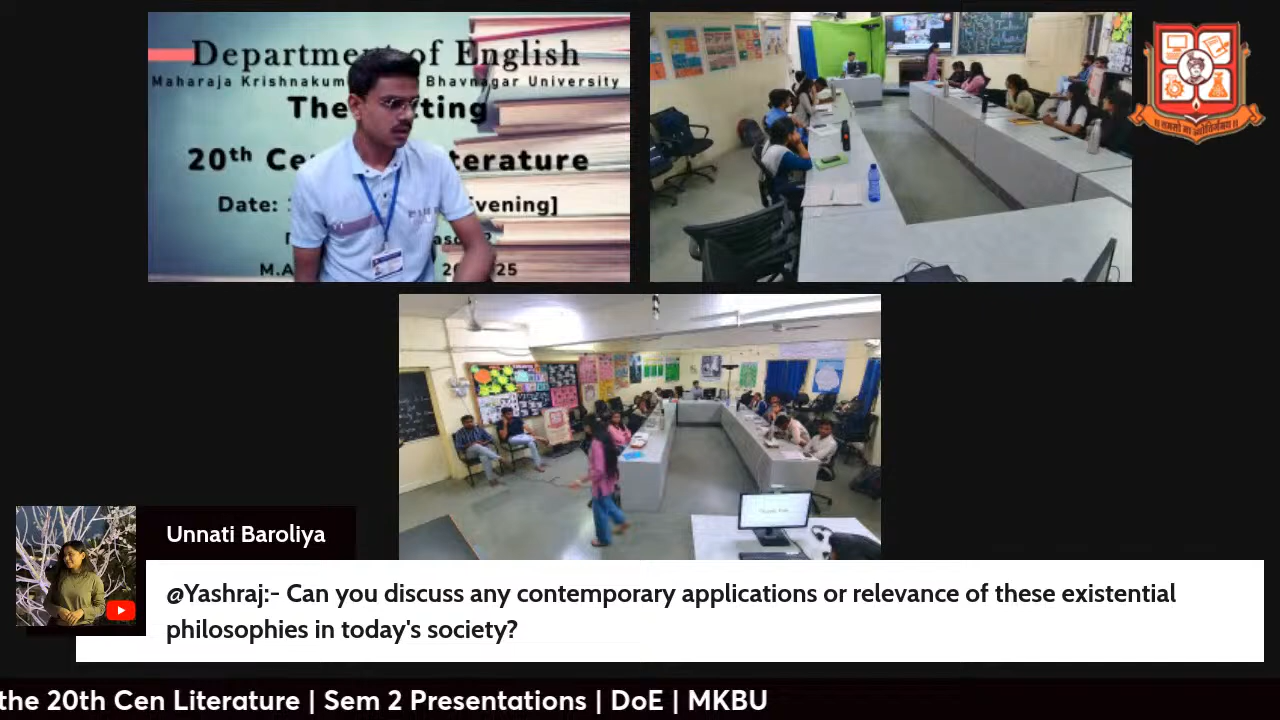 Department of English
Maharaja Krishnakum Bhavnagar University
The ting
20th Ce terature
Date: vening]
M.A 25
|| तमसो मा ज्योतिर्गमय ||
Unnati Baroliya
@Yashraj:- Can you discuss any contemporary applications or relevance of these existential
philosophies in today's society?
the 20th Cen Literature | Sem 2 Presentations | DoE | MKBU